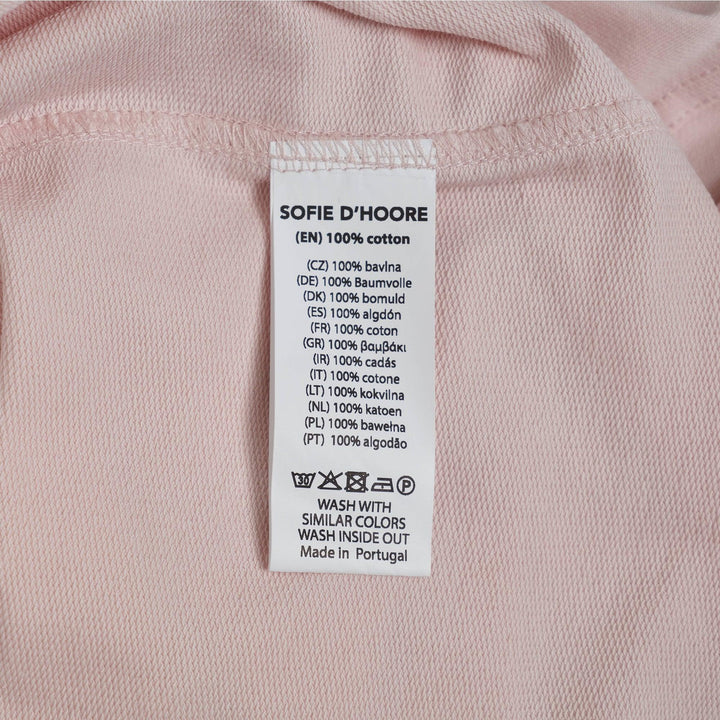 SOFIE D'HOORE
(EN) 100% cotton
(CZ) 100% bavlna
(DE) 100% Baumvolle
(DK) 100% bomuld
(ES) 100% algdón
(FR) 100% coton
(GR) 100% βαμβάκι
(IR) 100% cadás
(IT) 100% cotone
(LT) 100% kokvilna
(NL) 100% katoen
(PL) 100% bawełna
(PT) 100% algodão
30 P
WASH WITH
SIMILAR COLORS
WASH INSIDE OUT
Made in Portugal